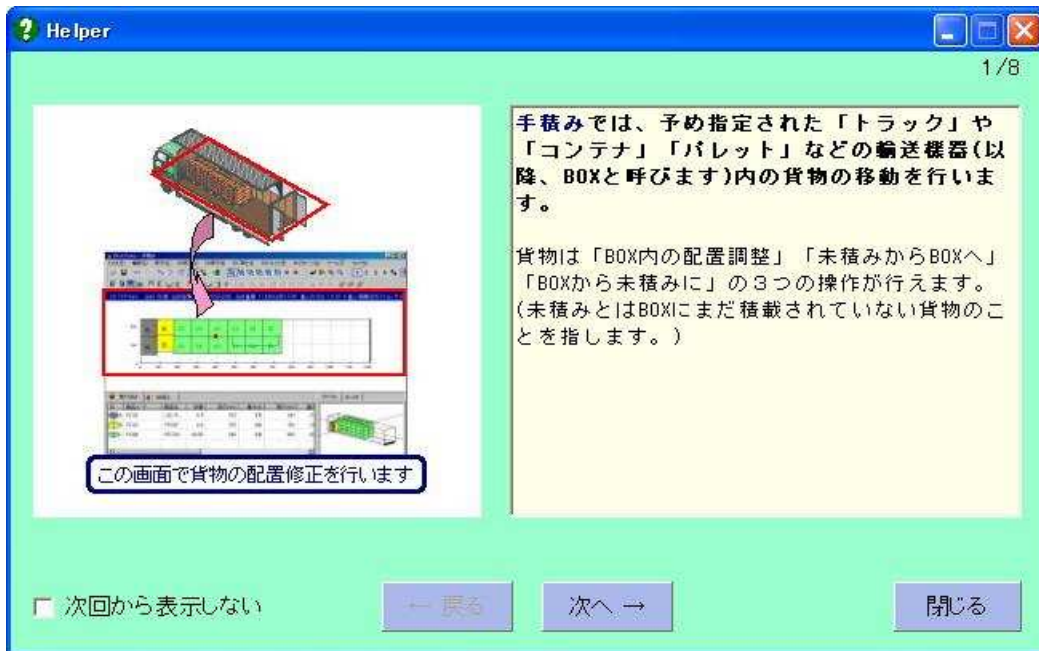 Helper
1/8
手積みでは、予め指定された「トラック」や
「コンテナ」「パレット」などの輸送機器(以
降、BOXと呼びます)内の貨物の移動を行いま
す。
貨物は「BOX内の配置調整」「未積みからBOXへ」
「BOXから未積みに」の３つの操作が行えます。
(未積みとはBOXにまだ積載されていない貨物のこ
とを指します。)
この画面で貨物の配置修正を行います
次回から表示しない
← 戻る
次へ →
閉じる